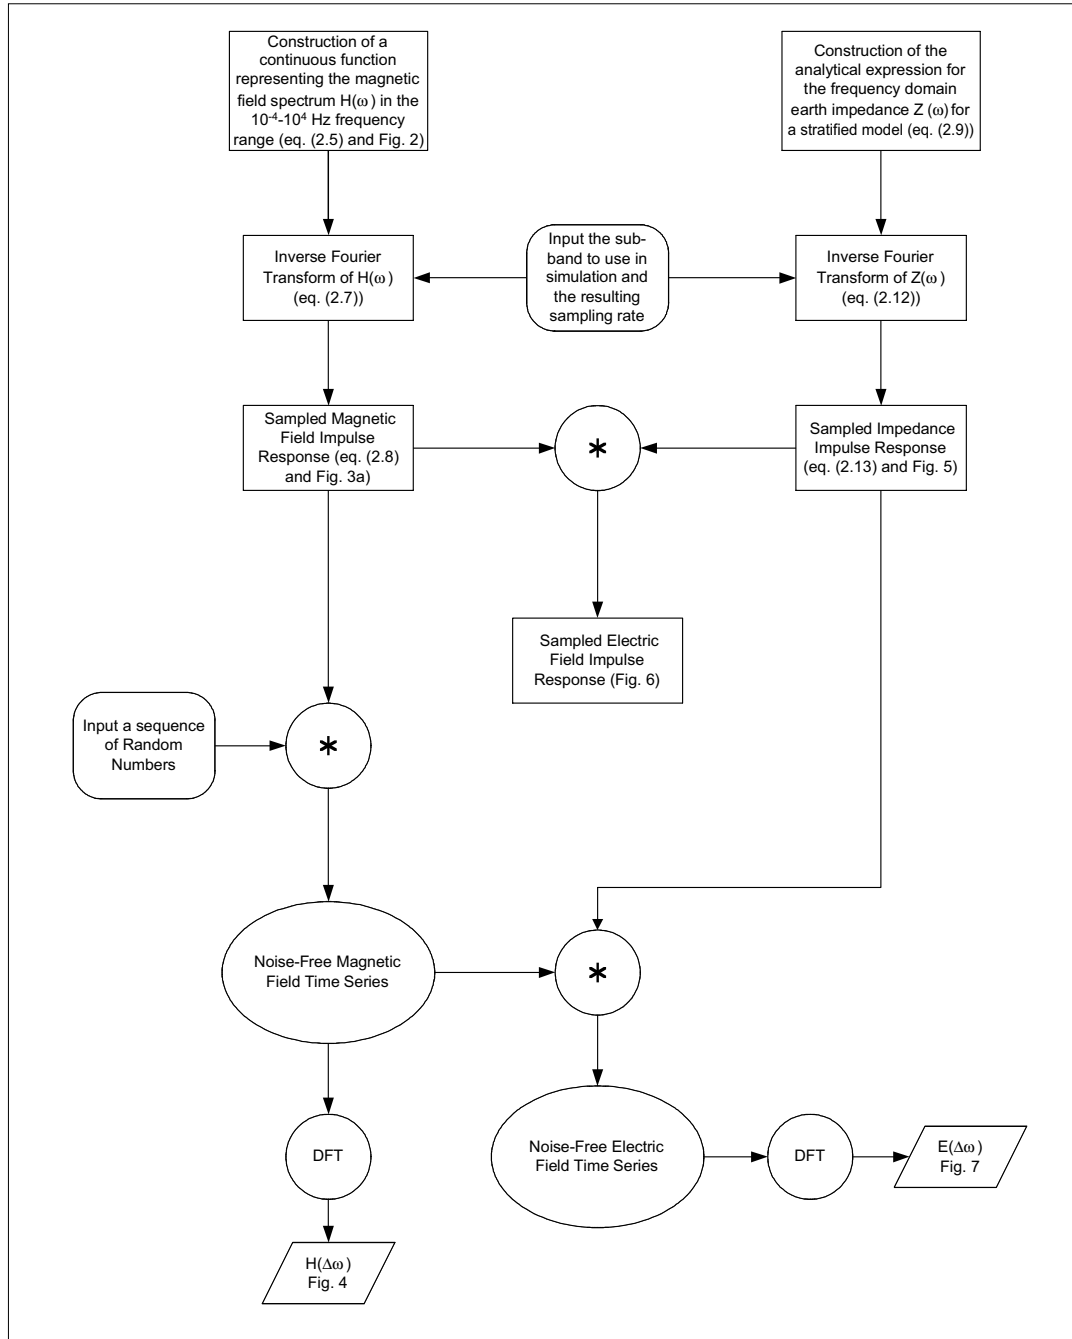 Construction of a
continuous function
representing the magnetic
field spectrum H(ω) in the
10⁻⁴-10⁴ Hz frequency
range (eq. (2.5) and Fig. 2)
Construction of the
analytical expression for
the frequency domain
earth impedance Z (ω) for
a stratified model (eq. (2.9))
Inverse Fourier
Transform of H(ω)
(eq. (2.7))
Input the sub-
band to use in
simulation and
the resulting
sampling rate
Inverse Fourier
Transform of Z(ω)
(eq. (2.12))
Sampled Magnetic
Field Impulse
Response (eq. (2.8)
and Fig. 3a)
*
Sampled Impedance
Impulse Response
(eq. (2.13) and Fig. 5)
Sampled Electric
Field Impulse
Response (Fig. 6)
Input a sequence
of Random
Numbers
*
Noise-Free Magnetic
Field Time Series
*
DFT
Noise-Free Electric
Field Time Series
DFT
E(Δω)
Fig. 7
H(Δω)
Fig. 4